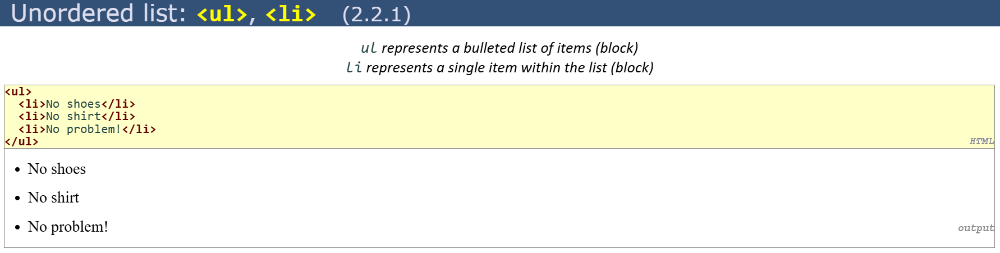 Unordered list: <ul>, <li> (2.2.1)
ul represents a bulleted list of items (block)
li represents a single item within the list (block)
<ul>
  <li>No shoes</li>
  <li>No shirt</li>
  <li>No problem!</li>
</ul>
HTML
• No shoes
• No shirt
• No problem!
output